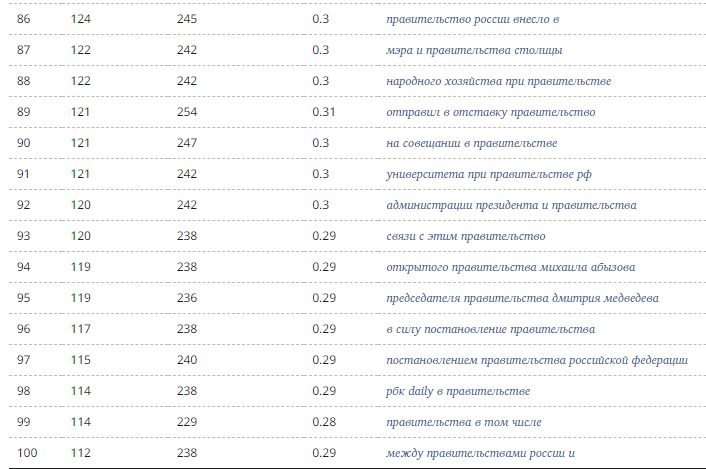 86 124 245 0.3 правительство россии внесло в
87 122 242 0.3 мэра и правительства столицы
88 122 242 0.3 народного хозяйства при правительстве
89 121 254 0.31 отправил в отставку правительство
90 121 247 0.3 на совещании в правительстве
91 121 242 0.3 университета при правительстве рф
92 120 242 0.3 администрации президента и правительства
93 120 238 0.29 связи с этим правительство
94 119 238 0.29 открытого правительства михаила абызова
95 119 236 0.29 председателя правительства дмитрия медведева
96 117 238 0.29 в силу постановление правительства
97 115 240 0.29 постановлением правительства российской федерации
98 114 238 0.29 рбк daily в правительстве
99 114 229 0.28 правительства в том числе
100 112 238 0.29 между правительствами россии и